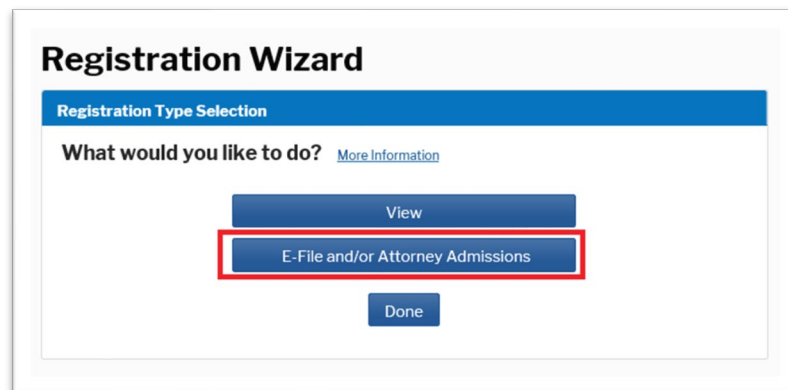 Registration Wizard
Registration Type Selection
What would you like to do? More Information
View
E-File and/or Attorney Admissions
Done